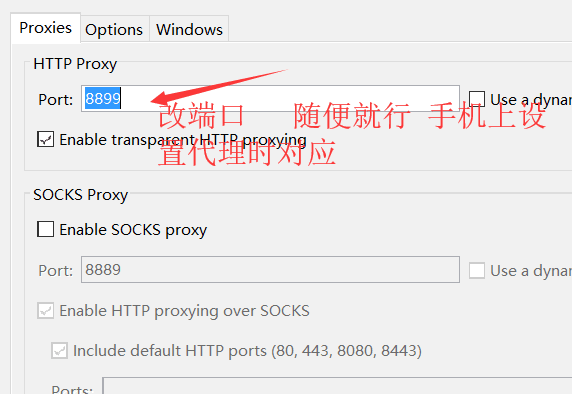 Proxies Options Windows
HTTP Proxy
Port: 8899 Use a dynar
改端口 随便就行 手机上设
Enable transparent HTTP proxying
置代理时对应
SOCKS Proxy
Enable SOCKS proxy
Port: 8889 Use a dynar
Enable HTTP proxying over SOCKS
Include default HTTP ports (80, 443, 8080, 8443)
Ports: